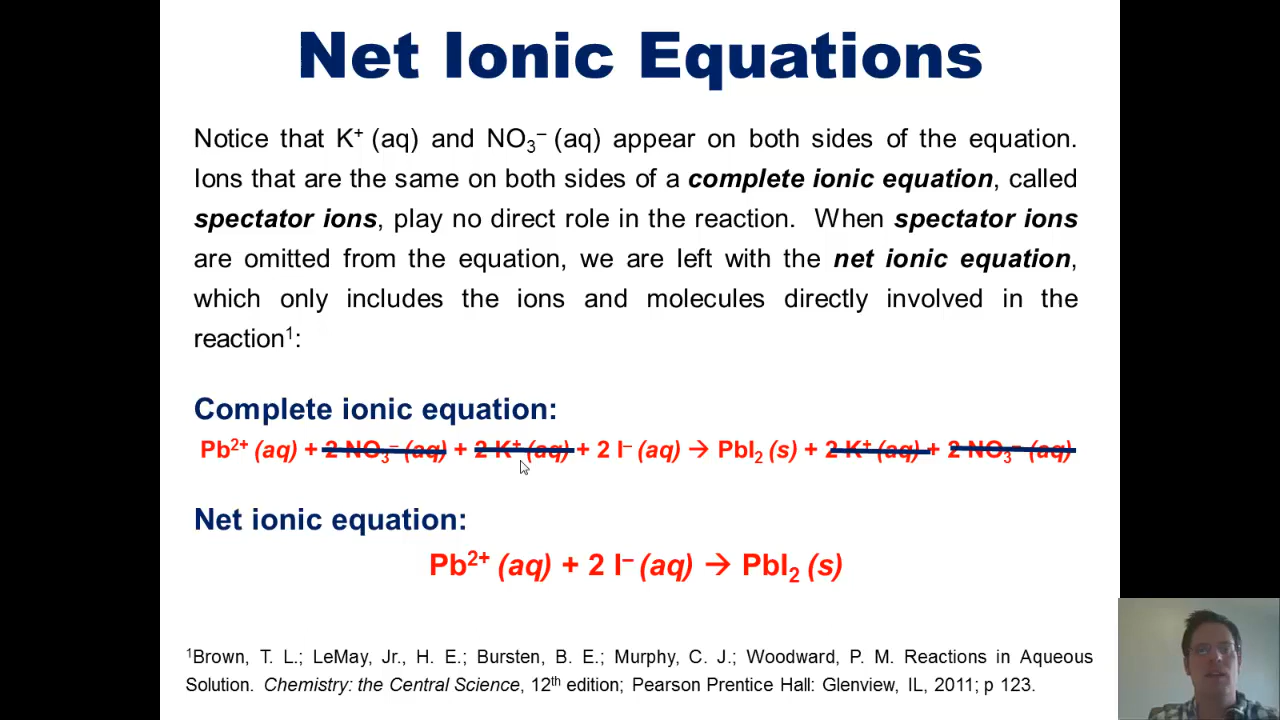 Net Ionic Equations
Notice that K⁺ (aq) and NO₃⁻ (aq) appear on both sides of the equation.
Ions that are the same on both sides of a complete ionic equation, called
spectator ions, play no direct role in the reaction. When spectator ions
are omitted from the equation, we are left with the net ionic equation,
which only includes the ions and molecules directly involved in the
reaction¹:
Complete ionic equation:
Pb²⁺ (aq) + 2 NO₃⁻ (aq) + 2 K⁺ (aq) + 2 I⁻ (aq) → PbI₂ (s) + 2 K⁺ (aq) + 2 NO₃⁻ (aq)
Net ionic equation:
Pb²⁺ (aq) + 2 I⁻ (aq) → PbI₂ (s)
¹Brown, T. L.; LeMay, Jr., H. E.; Bursten, B. E.; Murphy, C. J.; Woodward, P. M. Reactions in Aqueous
Solution. Chemistry: the Central Science, 12th edition; Pearson Prentice Hall: Glenview, IL, 2011; p 123.